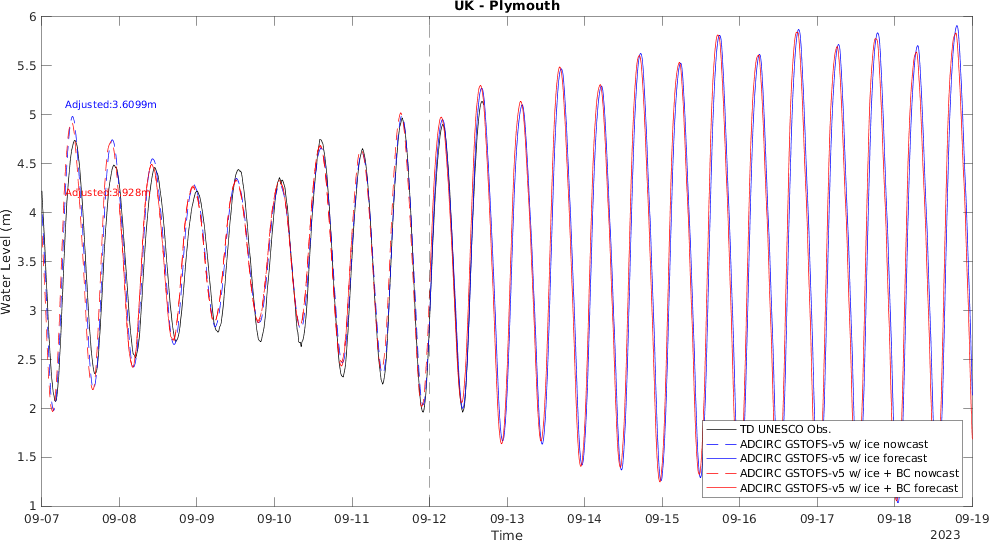 UK - Plymouth
6
5.5
5
4.5
4
3.5
3
2.5
2
1.5
1
Water Level (m)
Adjusted:3.6099m
Adjusted:3.928m
TD UNESCO Obs.
ADCIRC GSTOFS-v5 w/ ice nowcast
ADCIRC GSTOFS-v5 w/ ice forecast
ADCIRC GSTOFS-v5 w/ ice + BC nowcast
ADCIRC GSTOFS-v5 w/ ice + BC forecast
09-07 09-08 09-09 09-10 09-11 09-12 09-13 09-14 09-15 09-16 09-17 09-18 09-19
Time
2023